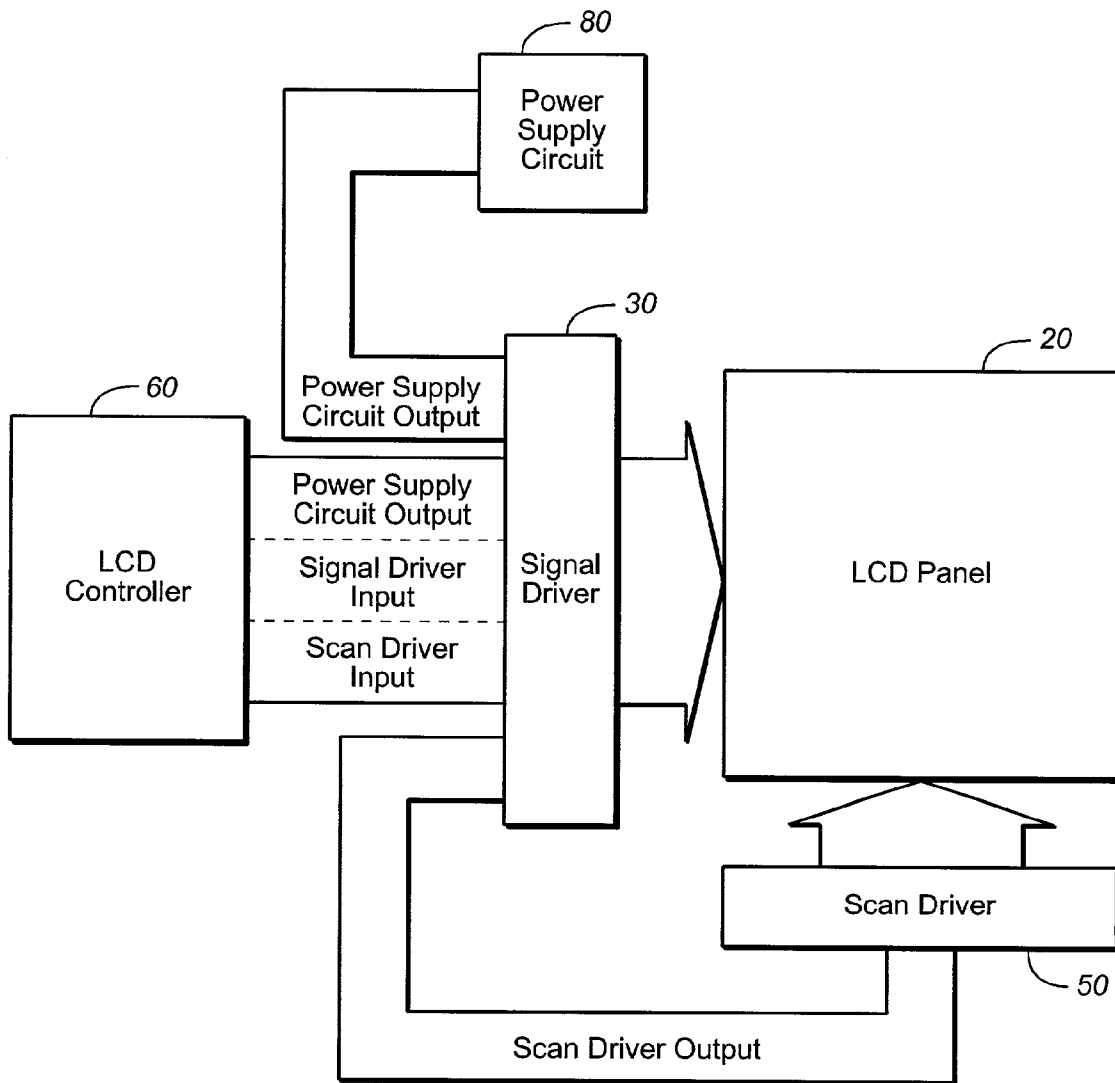 80
Power
Supply
Circuit
30
20
60
Power Supply
Circuit Output
Power Supply
Circuit Output
LCD
Controller
Signal Driver
Input
Signal
Driver
LCD Panel
Scan Driver
Input
Scan Driver
50
Scan Driver Output